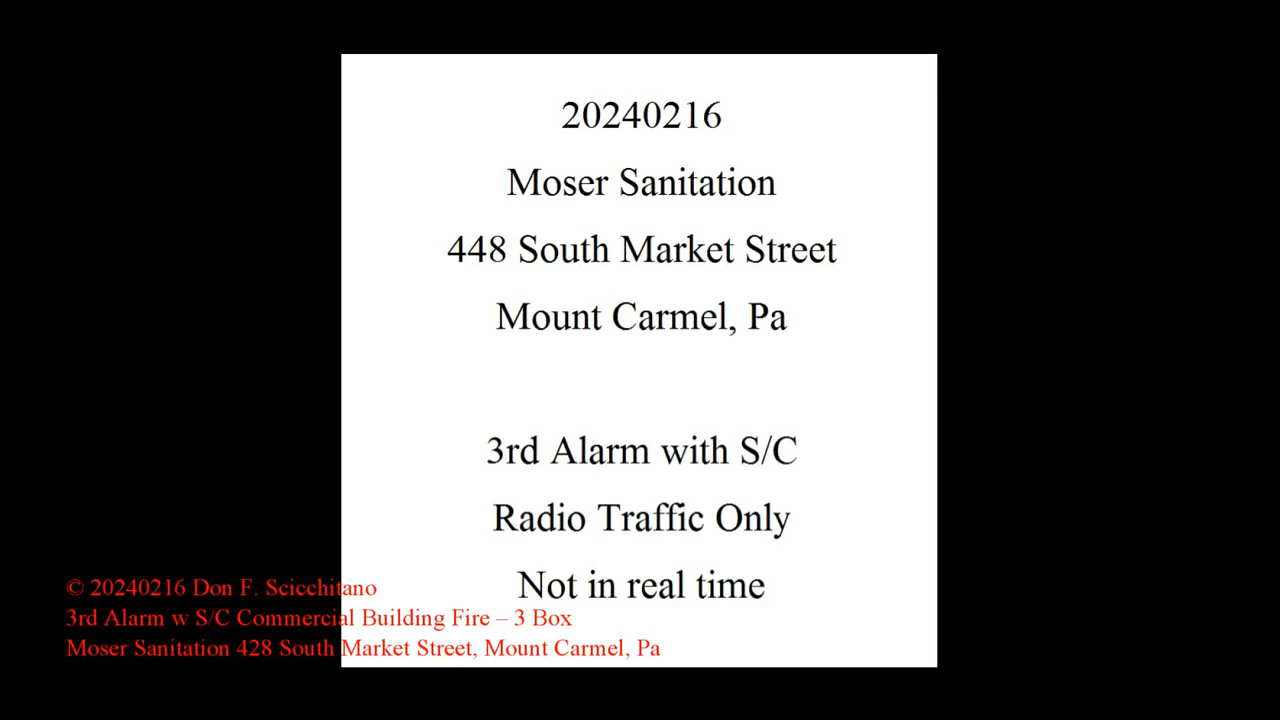 20240216
Moser Sanitation
448 South Market Street
Mount Carmel, Pa
3rd Alarm with S/C
Radio Traffic Only
Not in real time
© 20240216 Don F. Scicchitano
3rd Alarm w S/C Commercial Building Fire – 3 Box
Moser Sanitation 428 South Market Street, Mount Carmel, Pa